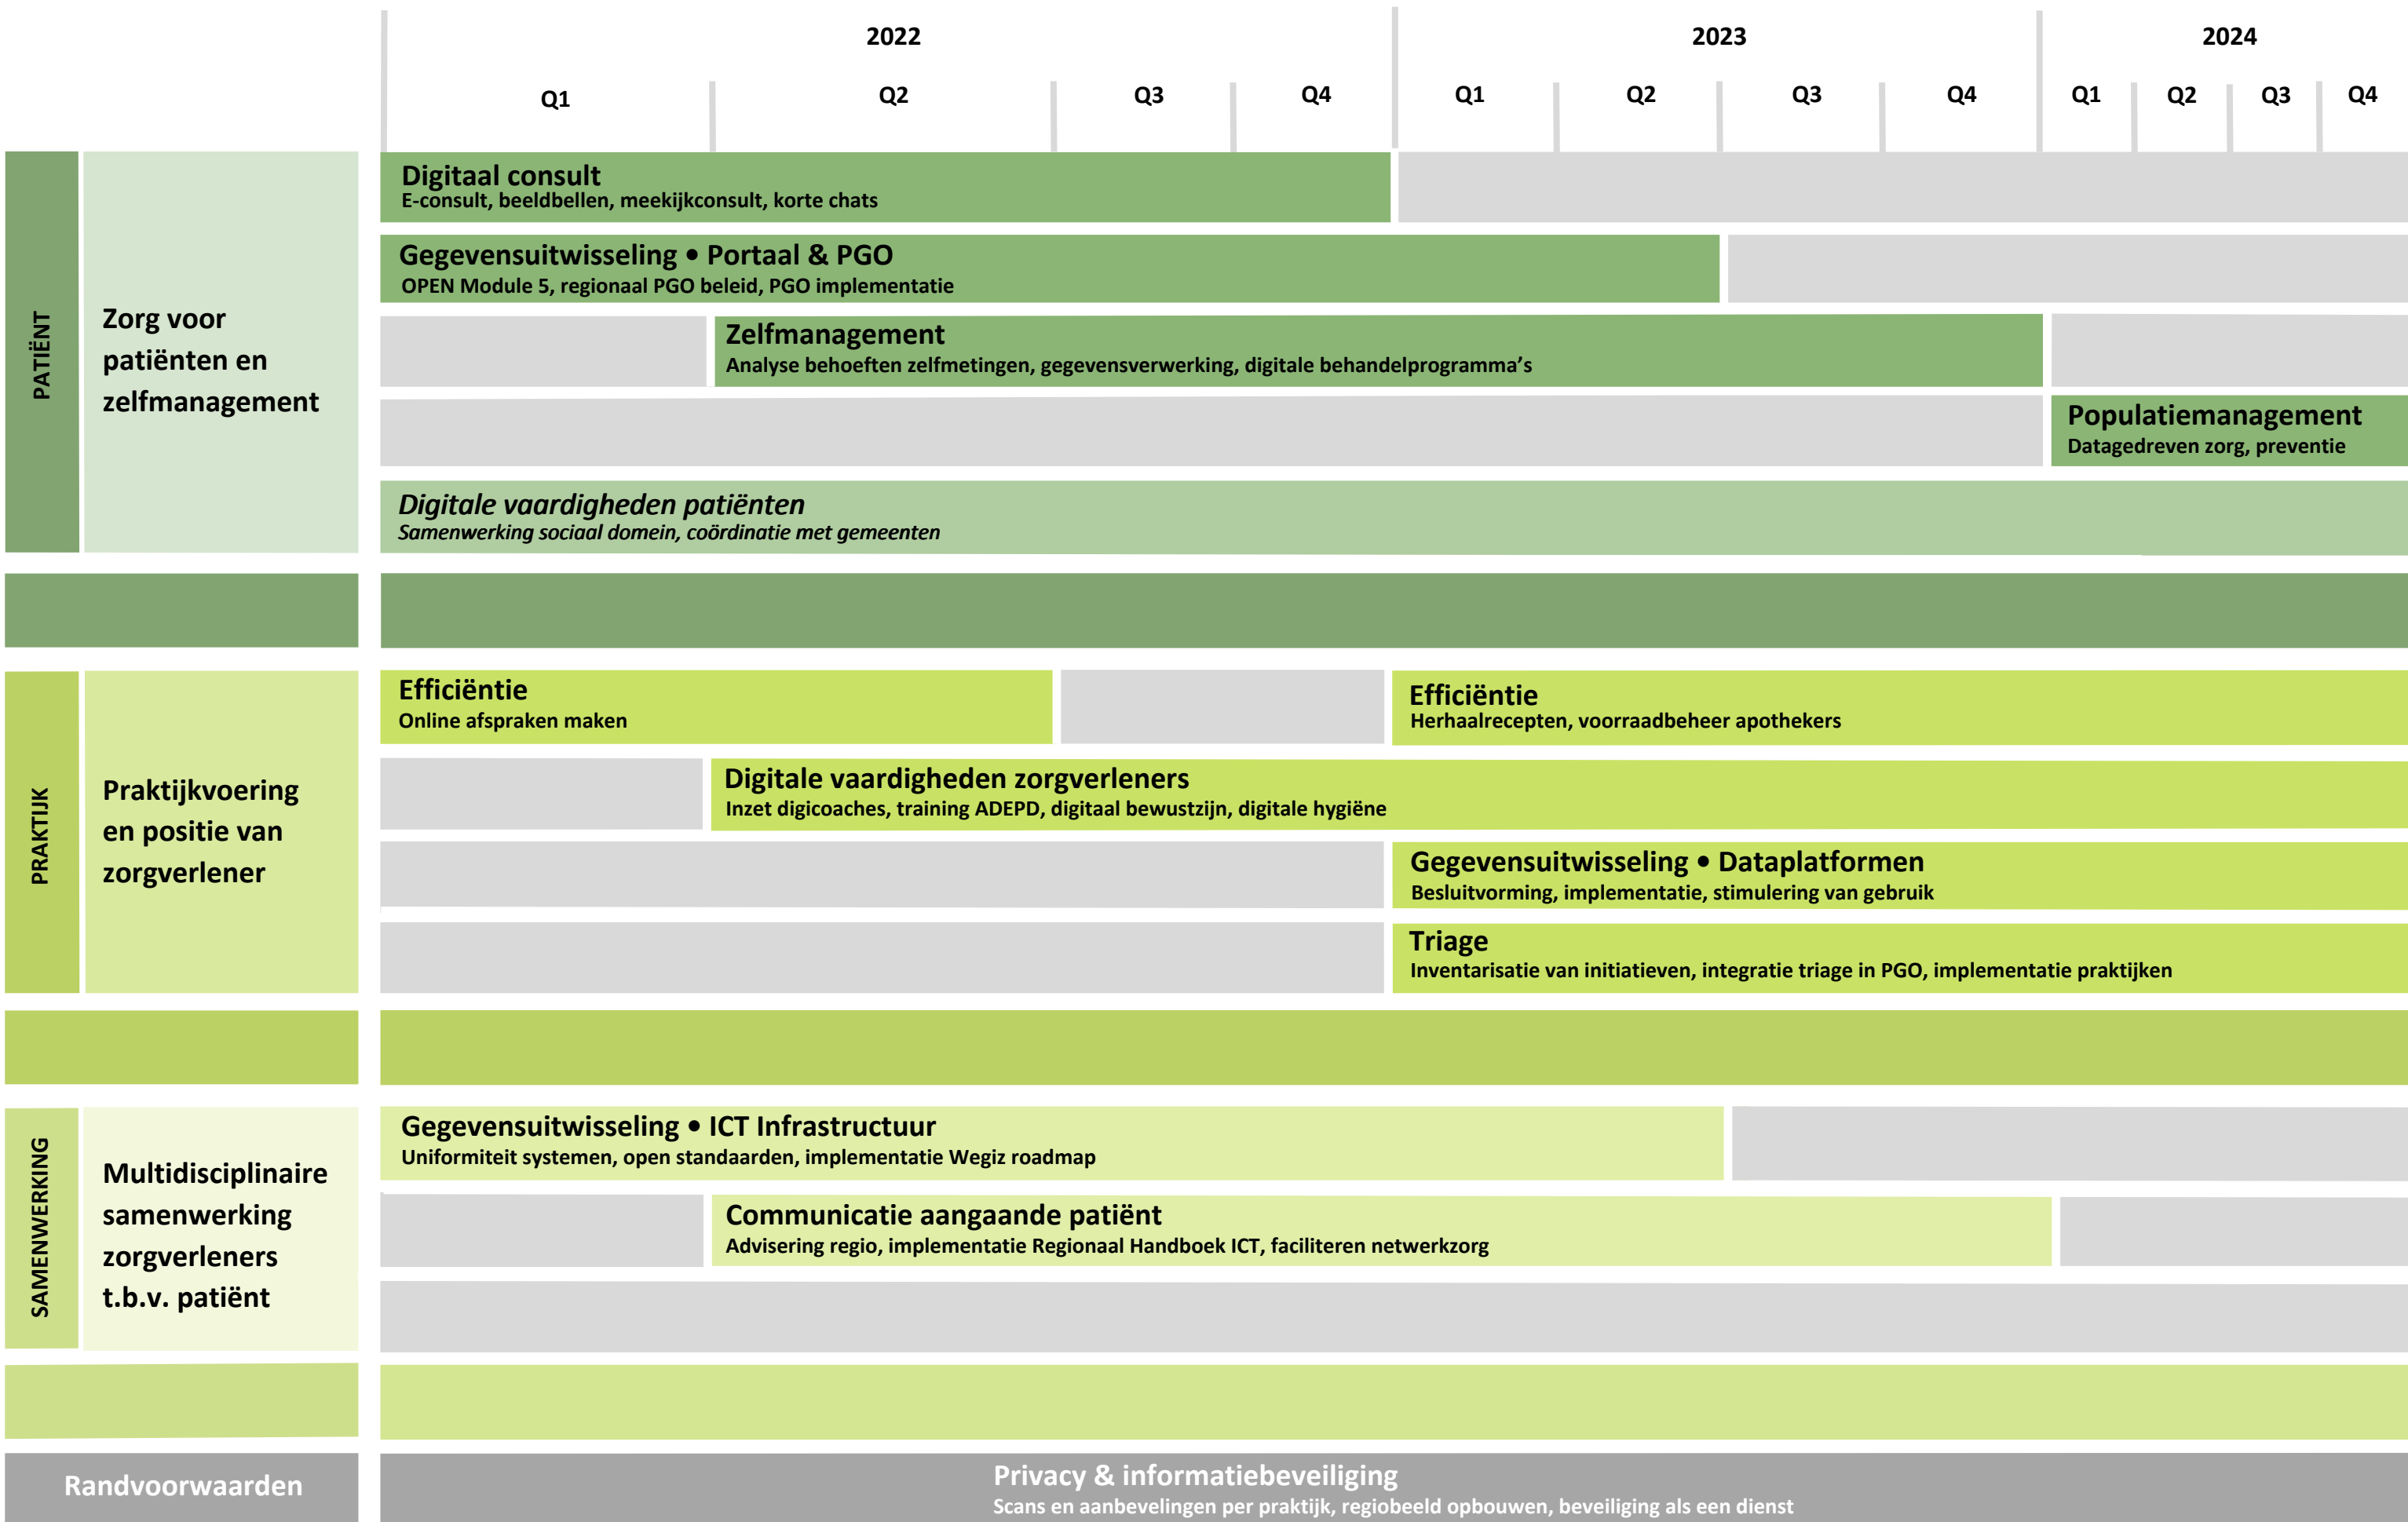 2022
2023
2024
Q1
Q2
Q3
Q4
Q1
Q2
Q3
Q4
Q1
Q2
Q3
Q4
PATIËNT
Zorg voor
patiënten en
zelfmanagement
Digitaal consult
E-consult, beeldbellen, meekijkconsult, korte chats
Gegevensuitwisseling • Portaal & PGO
OPEN Module 5, regionaal PGO beleid, PGO implementatie
Zelfmanagement
Analyse behoeften zelfmetingen, gegevensverwerking, digitale behandelprogramma's
Populatiemanagement
Datagedreven zorg, preventie
Digitale vaardigheden patiënten
Samenwerking sociaal domein, coördinatie met gemeenten
PRAKTIJK
Praktijkvoering
en positie van
zorgverlener
Efficiëntie
Online afspraken maken
Efficiëntie
Herhaalrecepten, voorraadbeheer apothekers
Digitale vaardigheden zorgverleners
Inzet digicoaches, training ADEPD, digitaal bewustzijn, digitale hygiëne
Gegevensuitwisseling • Dataplatformen
Besluitvorming, implementatie, stimulering van gebruik
Triage
Inventarisatie van initiatieven, integratie triage in PGO, implementatie praktijken
SAMENWERKING
Multidisciplinaire
samenwerking
zorgverleners
t.b.v. patiënt
Gegevensuitwisseling • ICT Infrastructuur
Uniformiteit systemen, open standaarden, implementatie Wegiz roadmap
Communicatie aangaande patiënt
Advisering regio, implementatie Regionaal Handboek ICT, faciliteren netwerkzorg
Randvoorwaarden
Privacy & informatiebeveiliging
Scans en aanbevelingen per praktijk, regiobeeld opbouwen, beveiliging als een dienst